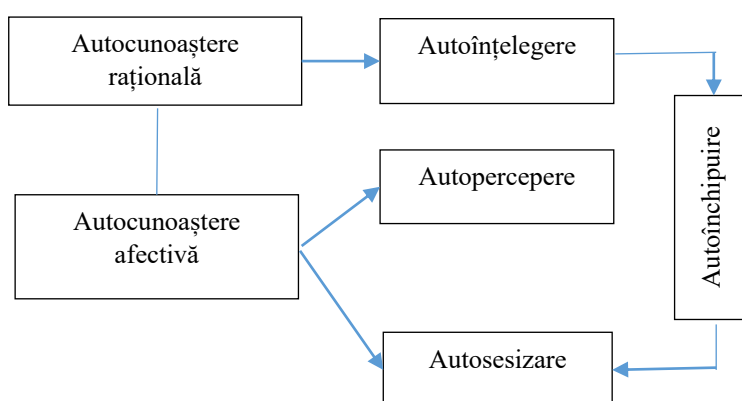 Autocunoaștere
rațională
Autoînțelegere
Autopercepere
Autoînchipuire
Autocunoaștere
afectivă
Autosesizare